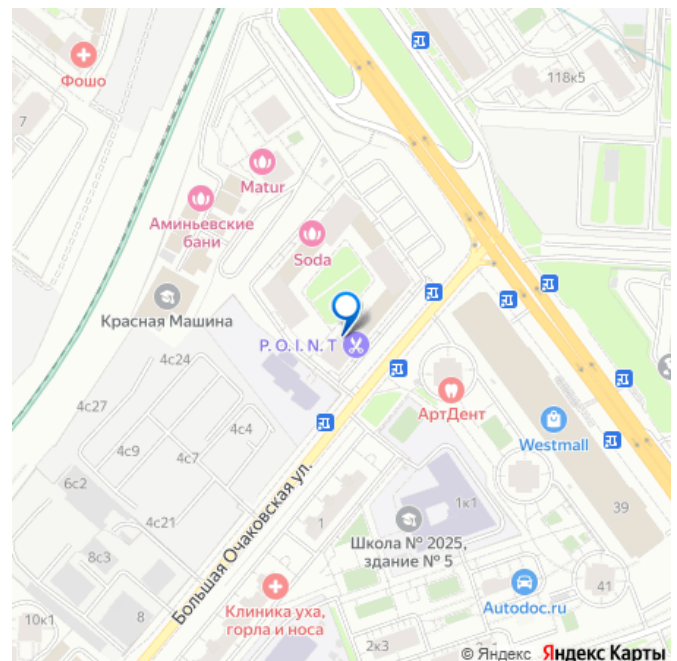 Фошо
118к5
7
Matur
Аминьевские
бани
Soda
Красная Машина
P. O. I. N. T
4с24
АртДент
4с27
4с4
Westmall
4с9
4с7
6с2
1к1
39
4с21
1
Школа № 2025,
здание № 5
8с3
Большая Очаковская ул.
41
Autodoc.ru
10к1
8
Клиника уха,
горла и носа
2к3
2к1
© Яндекс Яндекс Карты